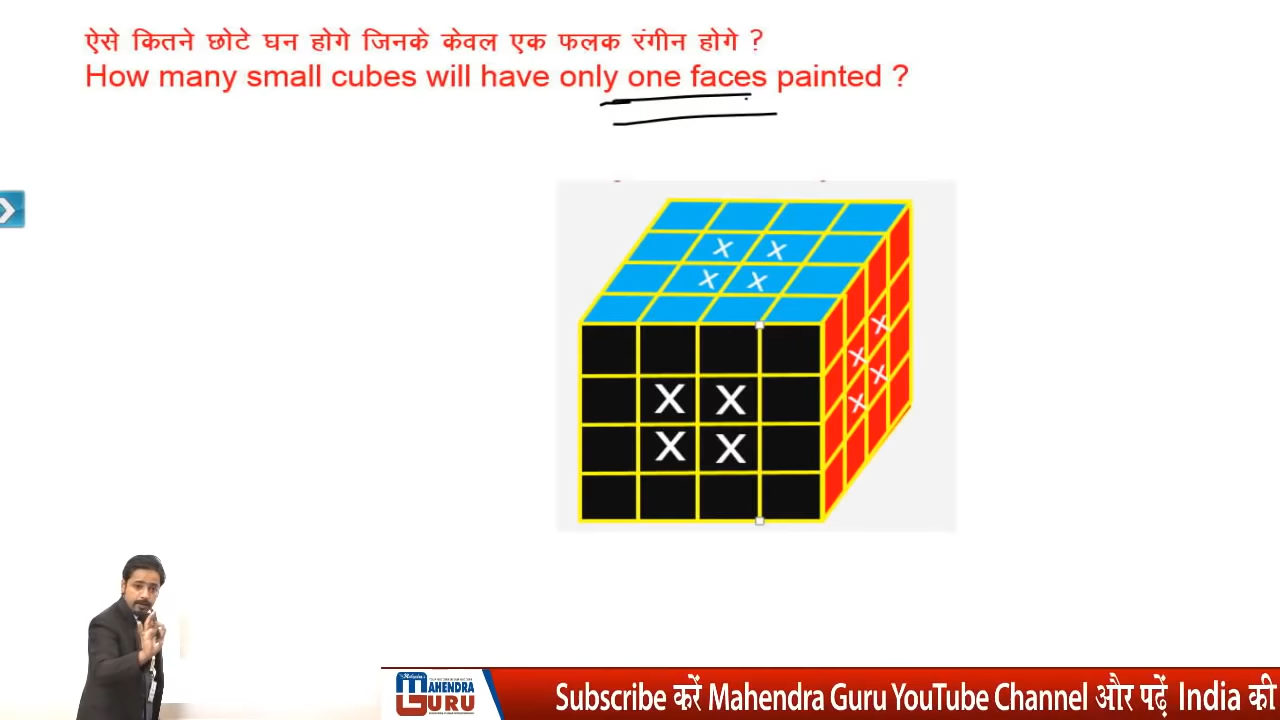 ऐसे कितने छोटे घन होगे जिनके केवल एक फलक रंगीन होगे ?
How many small cubes will have only one faces painted ?
X X
X X
X X
X X
X
X
X
X
MAHENDRA
GURU
Subscribe करें Mahendra Guru YouTube Channel और पढ़ें India की